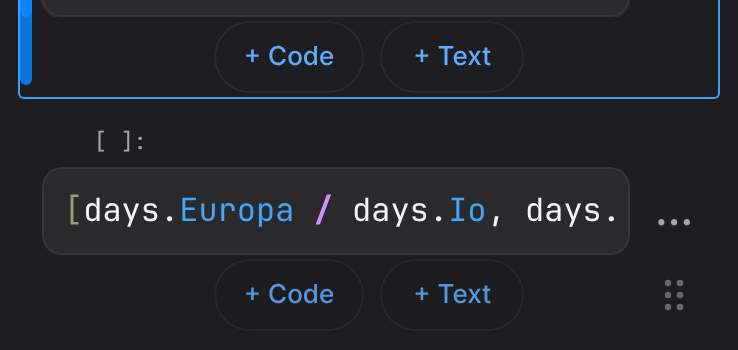 + Code + Text
[ ]:
[days.Europa / days.Io, days.
+ Code + Text